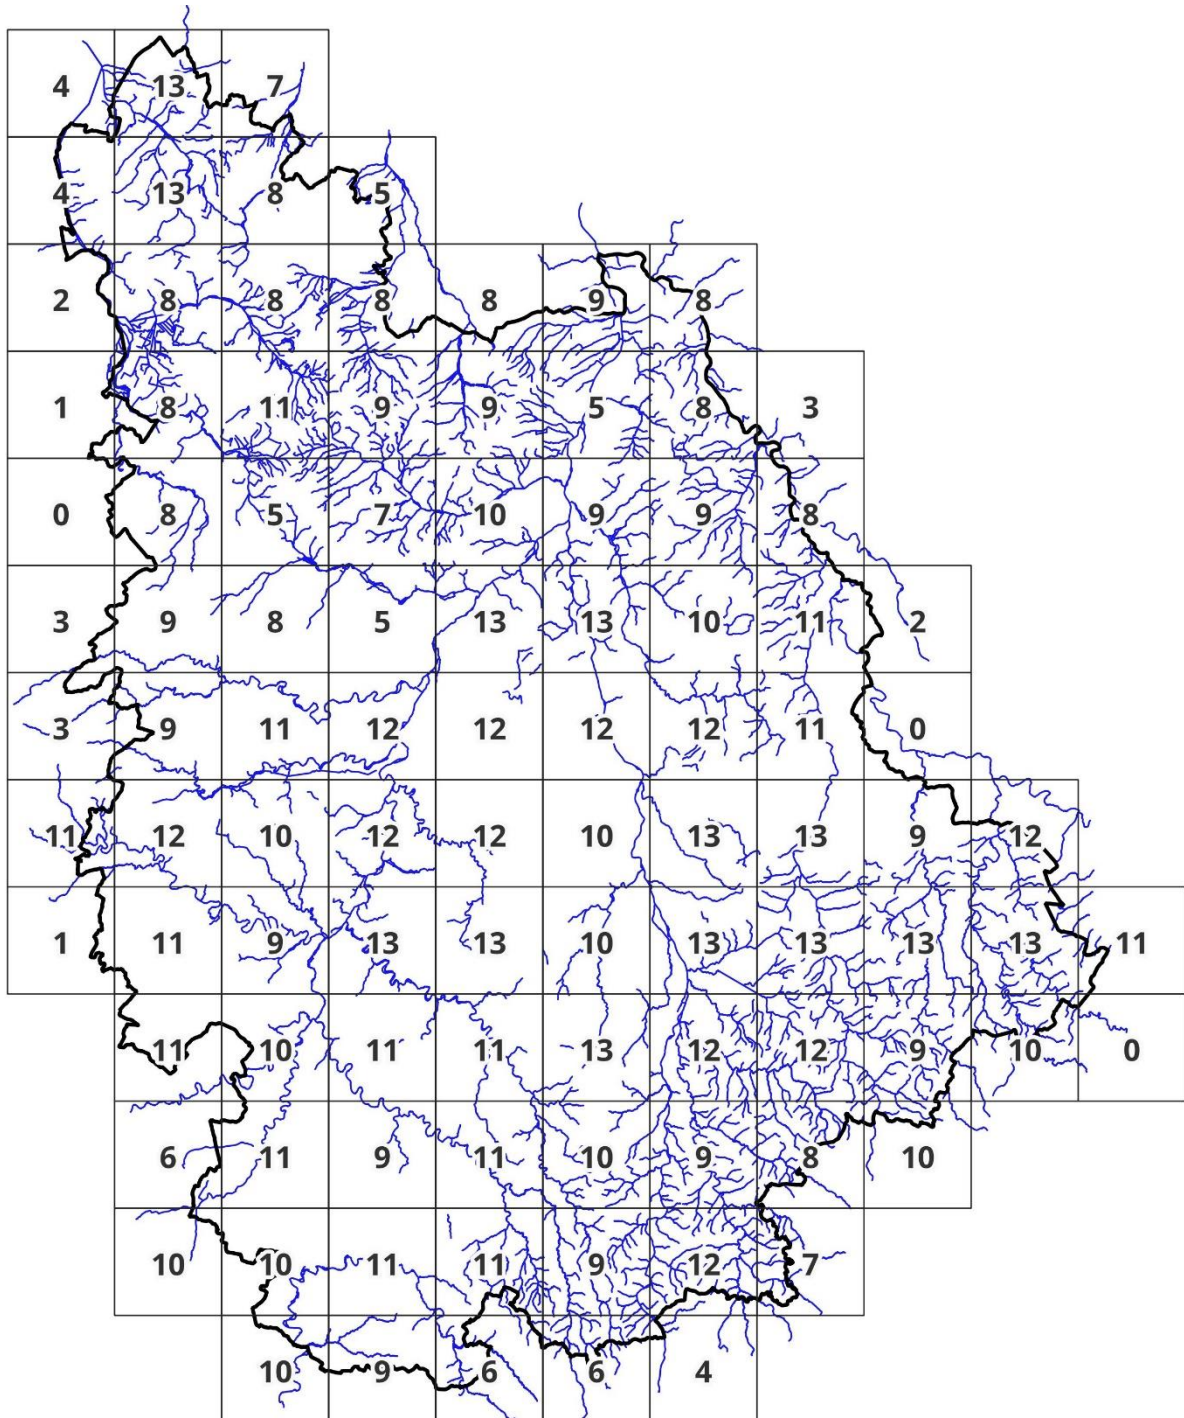 4 13 7
4 13 8 5
2 8 8 8 8 9 8
1 8 11 9 9 5 8 3
0 8 5 7 10 9 9 8
3 9 8 5 13 13 10 11 2
3 9 11 12 12 12 12 11 0
11 12 10 12 12 10 13 13 9 12
1 11 9 13 13 10 13 13 13 13 11
11 10 11 11 13 12 12 9 10 0
6 11 9 11 10 9 8 10
10 10 11 11 9 12 7
10 9 6 6 4